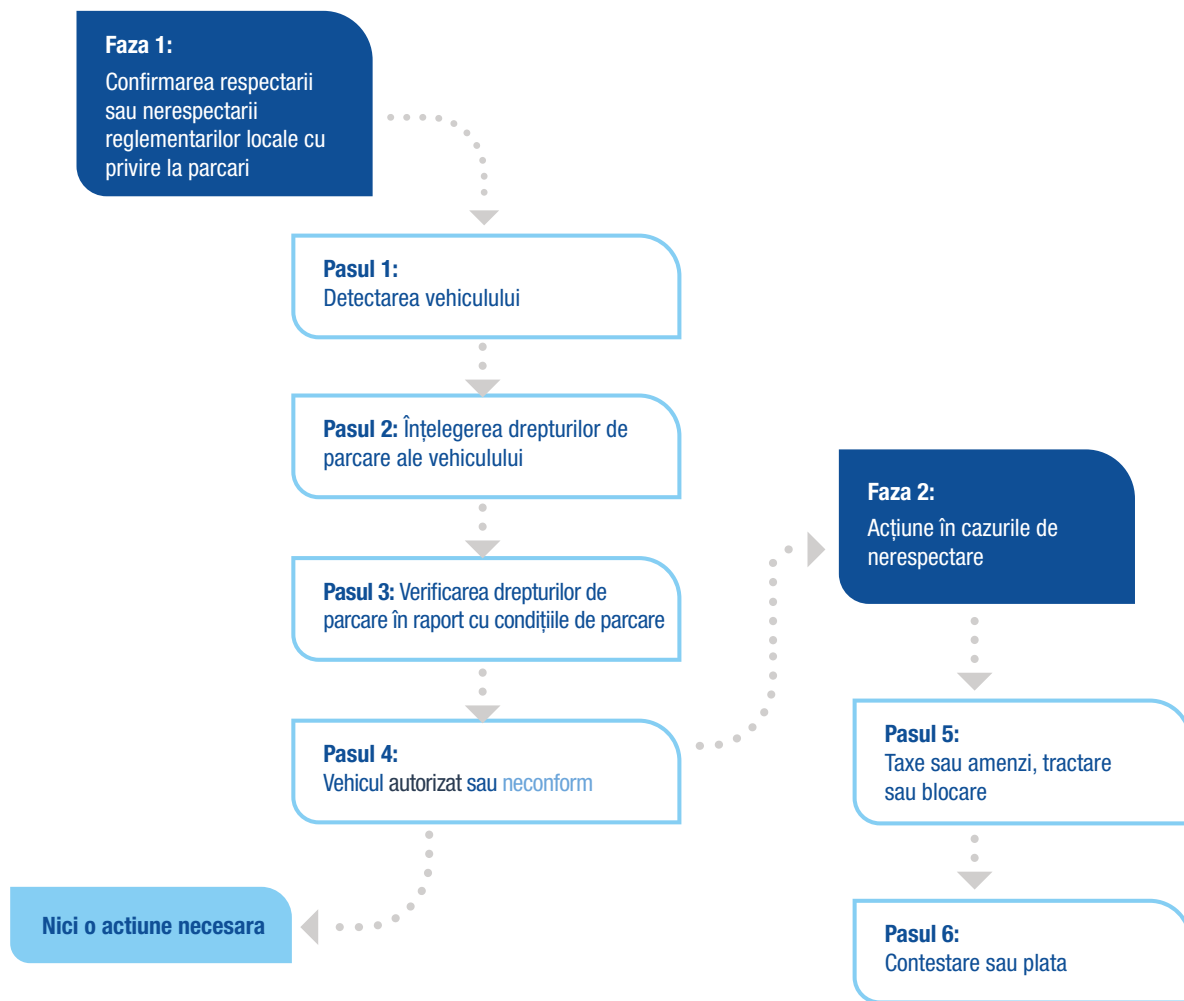 Faza 1:
Confirmarea respectarii
sau nerespectarii
reglementarilor locale cu
privire la parcari
Pasul 1:
Detectarea vehiculului
Pasul 2: Înțelegerea drepturilor de
parcare ale vehiculului
Pasul 3: Verificarea drepturilor de
parcare în raport cu condițiile de parcare
Pasul 4:
Vehicul autorizat sau neconform
Nici o actiune necesara
Faza 2:
Acțiune în cazurile de
nerespectare
Pasul 5:
Taxe sau amenzi, tractare
sau blocare
Pasul 6:
Contestare sau plata